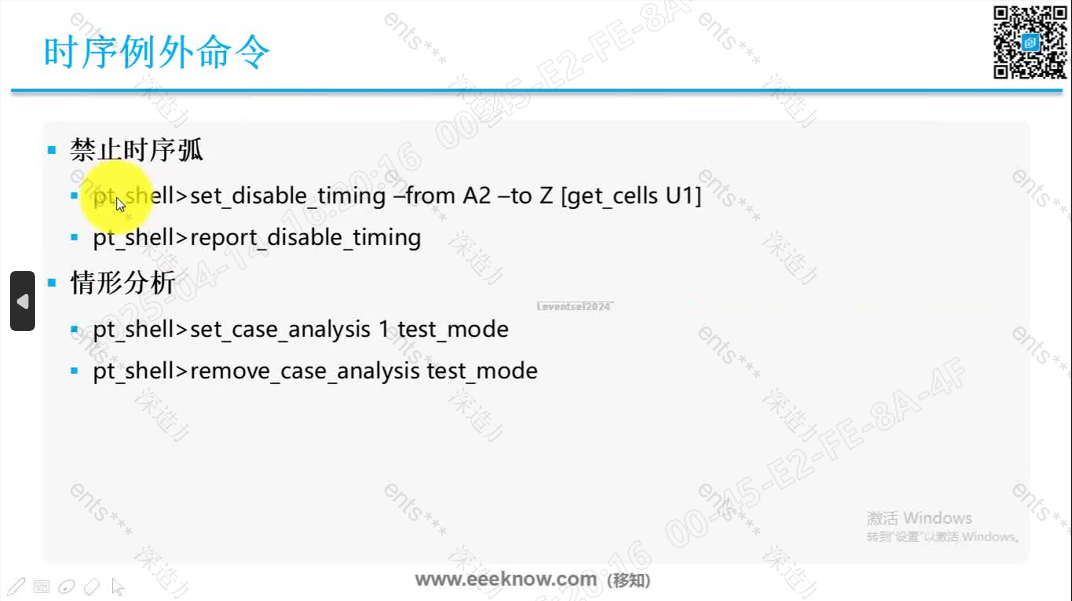 时序例外命令
禁止时序弧
pt_shell>set_disable_timing –from A2 –to Z [get_cells U1]
pt_shell>report_disable_timing
情形分析
Leventsel2024
pt_shell>set_case_analysis 1 test_mode
pt_shell>remove_case_analysis test_mode
激活 Windows
转到"设置"以激活 Windows。
www.eeeknow.com（移知）
ents***
深造力
00-45-E2-FE-8A-4F